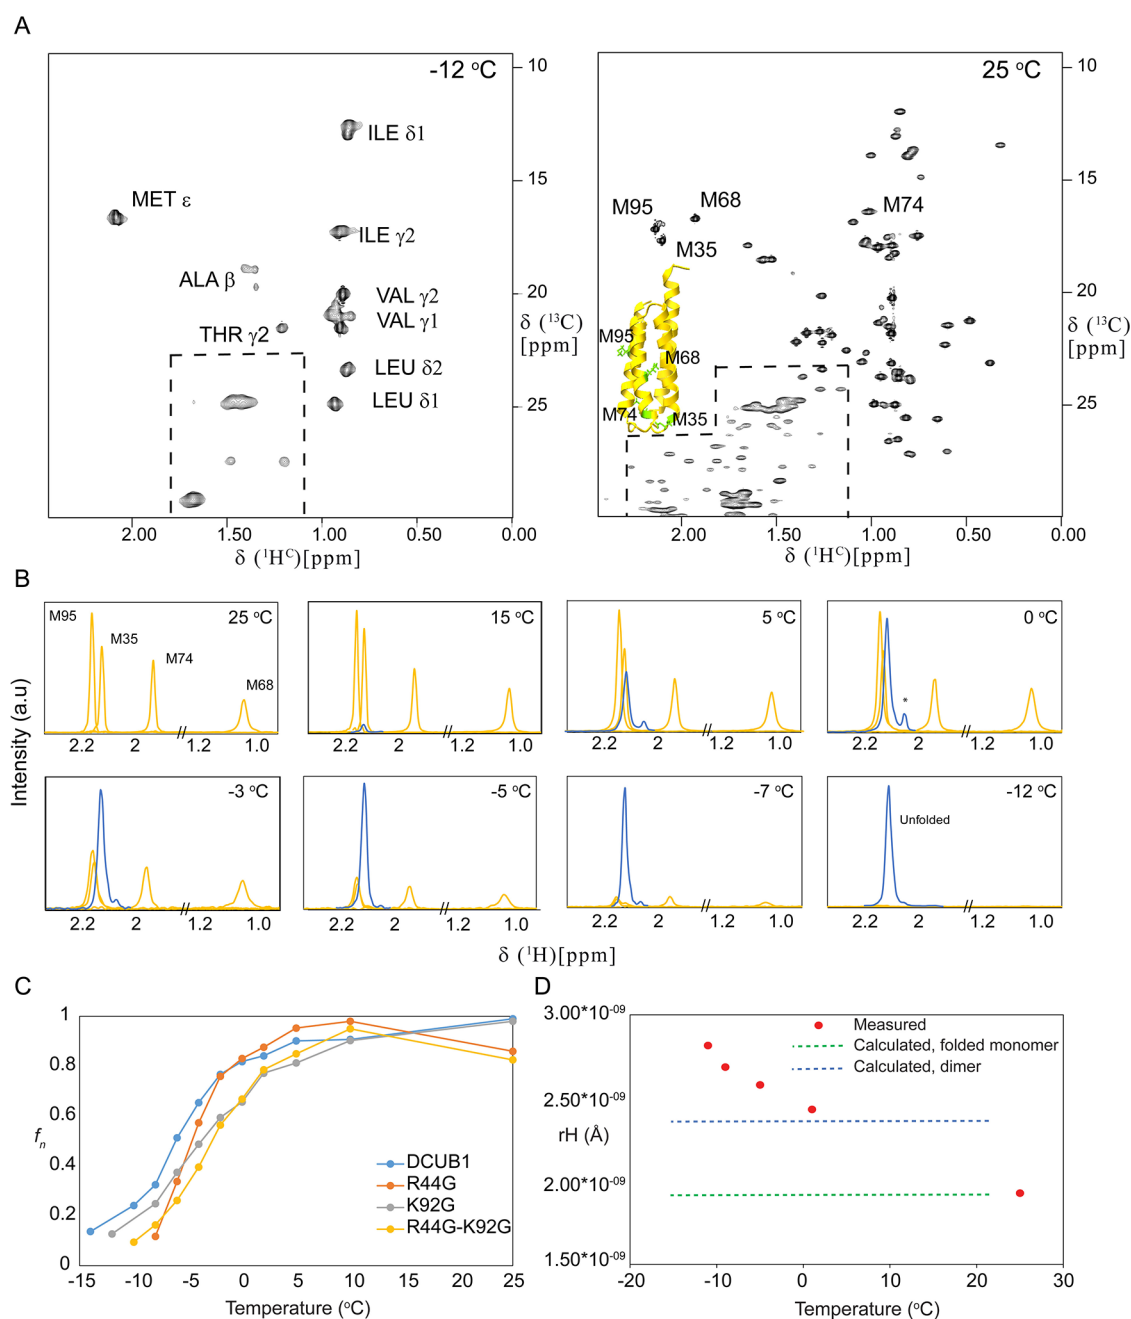 A
-12 °C
ILE δ1
MET ε
ILE γ2
ALA β
VAL γ2
VAL γ1
THR γ2
LEU δ2
LEU δ1
10
15
20
δ (¹³C)
[ppm]
25
2.00 1.50 1.00 0.00
δ (¹Hᶜ)[ppm]
25 °C
M95
M68
M74
M35
M95
M68
M74
M35
10
15
20
δ (¹³C)
[ppm]
25
2.00 1.50 1.00 0.50 0.00
δ (¹Hᶜ)[ppm]
B
Intensity (a.u)
M95
25 °C
M35
M74
M68
2.2 2 // 1.2 1.0
15 °C
2.2 2 // 1.2 1.0
5 °C
2.2 2 // 1.2 1.0
0 °C
*
2.2 2 // 1.2 1.0
-3 °C
2.2 2 // 1.2 1.0
-5 °C
2.2 2 // 1.2 1.0
-7 °C
2.2 2 // 1.2 1.0
-12 °C
Unfolded
2.2 2 // 1.2 1.0
δ (¹H)[ppm]
C
1
0.8
0.6
fₙ
0.4
0.2
0
DCUB1
R44G
K92G
R44G-K92G
-15 -10 -5 0 5 10 15 20 25
Temperature (°C)
D
3.00*10⁻⁰⁹
2.50*10⁻⁰⁹
rH (Å)
2.00*10⁻⁰⁹
1.50*10⁻⁰⁹
Measured
Calculated, folded monomer
Calculated, dimer
-20 -10 0 10 20 30
Temperature (°C)